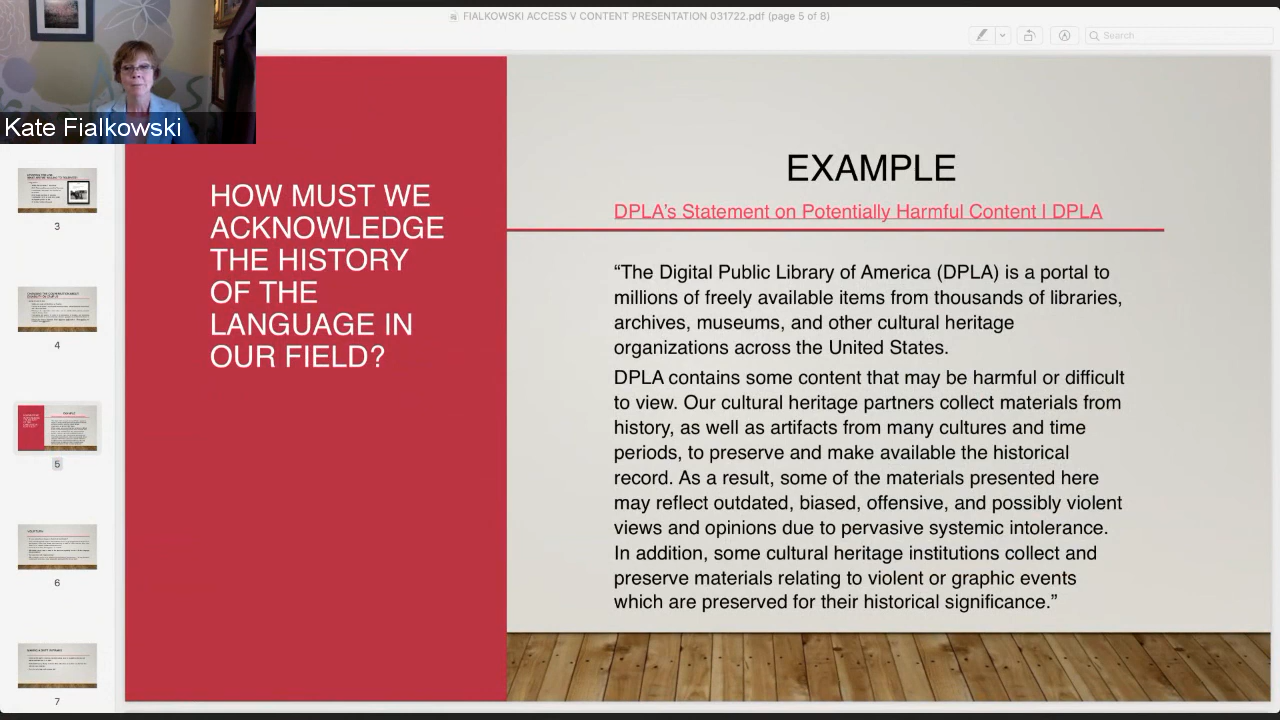 FIALKOWSKI ACCESS V CONTENT PRESENTATION 031722.pdf (page 5 of 8)
Search
Kate Fialkowski
3
4
5
6
7
HOW MUST WE
ACKNOWLEDGE
THE HISTORY
OF THE
LANGUAGE IN
OUR FIELD?
EXAMPLE
DPLA’s Statement on Potentially Harmful Content | DPLA
“The Digital Public Library of America (DPLA) is a portal to
millions of freely available items from thousands of libraries,
archives, museums, and other cultural heritage
organizations across the United States.
DPLA contains some content that may be harmful or difficult
to view. Our cultural heritage partners collect materials from
history, as well as artifacts from many cultures and time
periods, to preserve and make available the historical
record. As a result, some of the materials presented here
may reflect outdated, biased, offensive, and possibly violent
views and opinions due to pervasive systemic intolerance.
In addition, some cultural heritage institutions collect and
preserve materials relating to violent or graphic events
which are preserved for their historical significance.”